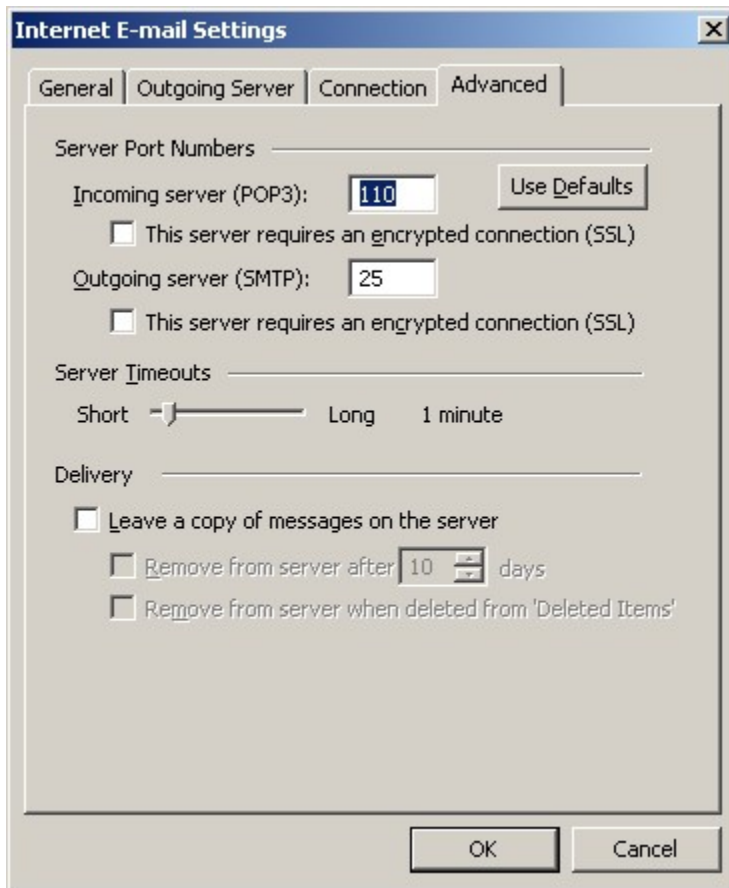 Internet E-mail Settings
General Outgoing Server Connection Advanced
Server Port Numbers
Incoming server (POP3): 110 Use Defaults
This server requires an encrypted connection (SSL)
Outgoing server (SMTP): 25
This server requires an encrypted connection (SSL)
Server Timeouts
Short Long 1 minute
Delivery
Leave a copy of messages on the server
Remove from server after 10 days
Remove from server when deleted from 'Deleted Items'
OK Cancel